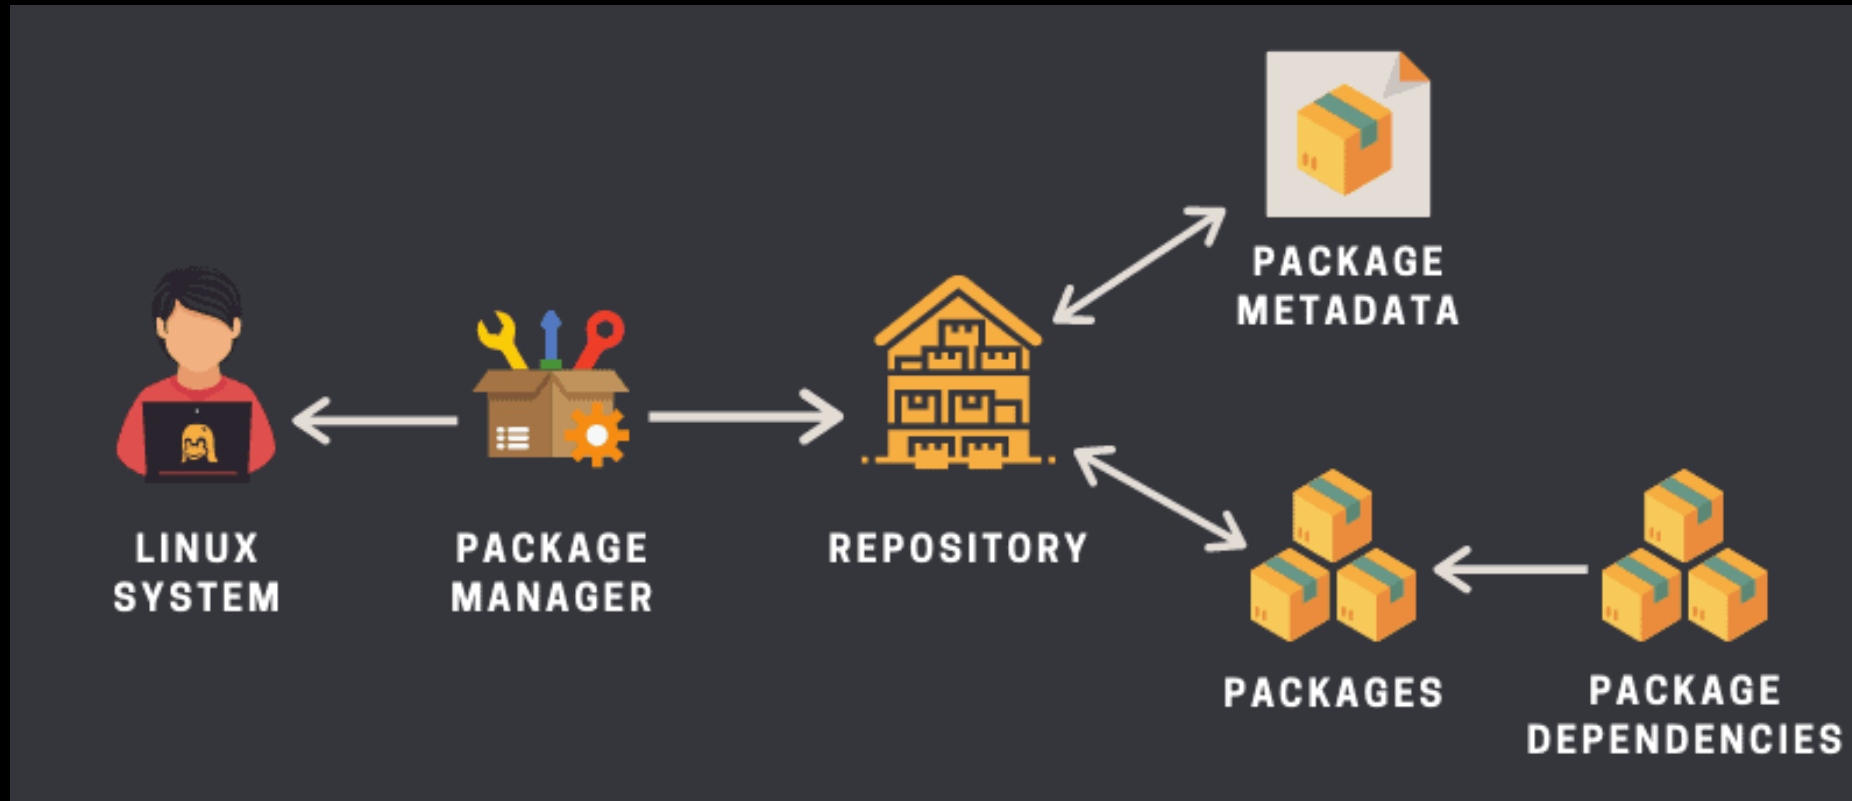 PACKAGE
METADATA
LINUX
SYSTEM
PACKAGE
MANAGER
REPOSITORY
PACKAGES
PACKAGE
DEPENDENCIES